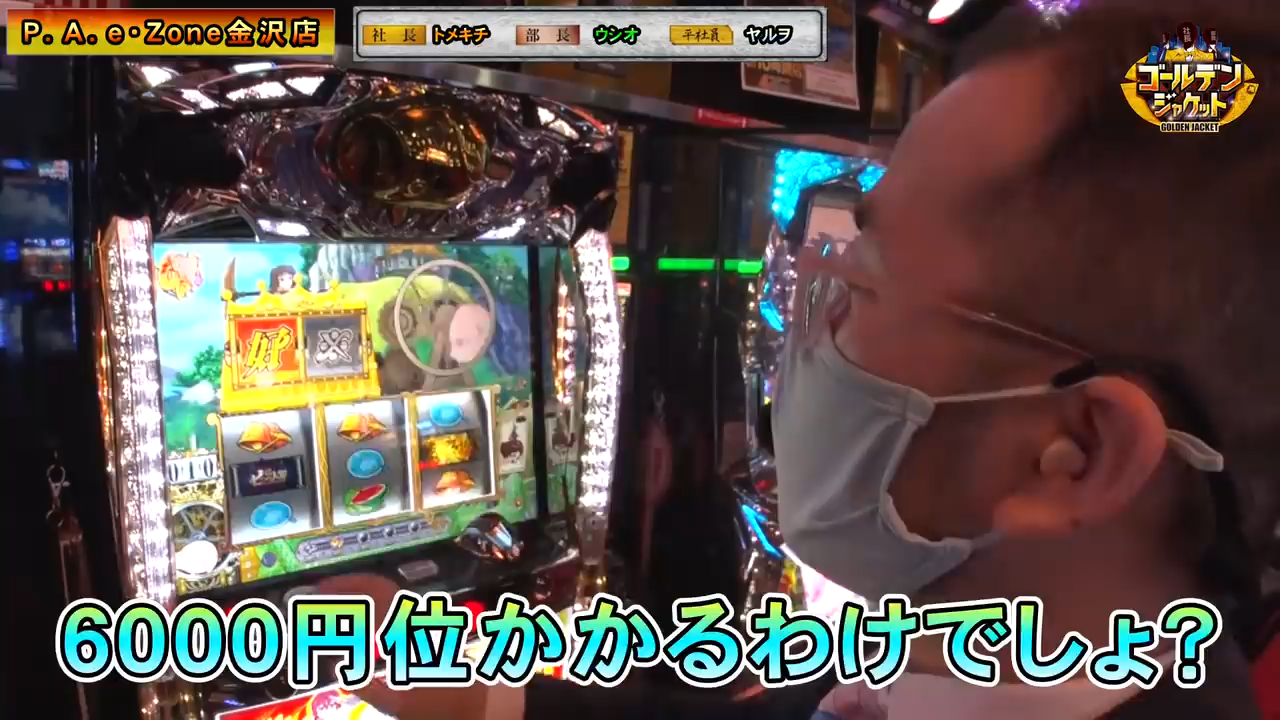 P.A.e・Zone金沢店
社長 トメキチ 部長 ウシオ 平社員 ヤルヲ
ゴールデン
ジャケット
GOLDEN JACKET
好
6000円位かかるわけでしょ?